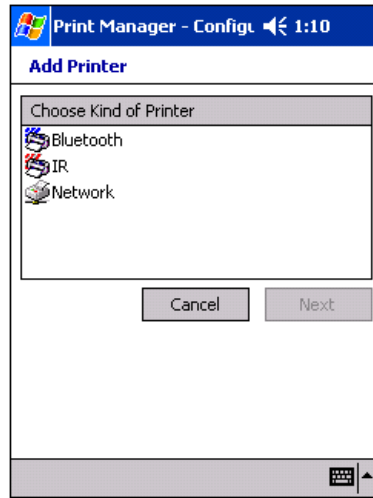 Print Manager - Configu 1:10
Add Printer
Choose Kind of Printer
Bluetooth
IR
Network
Cancel Next